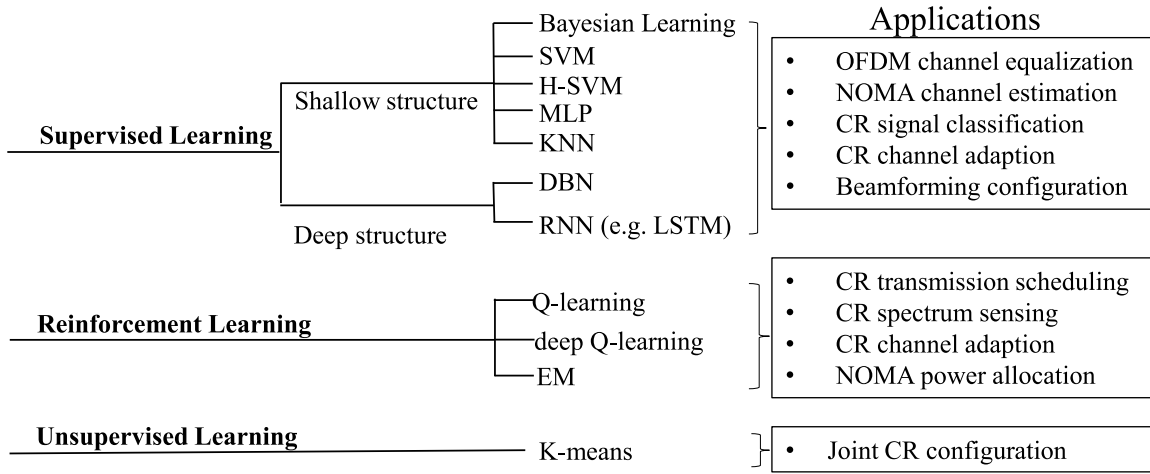 Applications
Supervised Learning
Shallow structure
Bayesian Learning
SVM
H-SVM
MLP
KNN
Deep structure
DBN
RNN (e.g. LSTM)
• OFDM channel equalization
• NOMA channel estimation
• CR signal classification
• CR channel adaption
• Beamforming configuration
Reinforcement Learning
Q-learning
deep Q-learning
EM
• CR transmission scheduling
• CR spectrum sensing
• CR channel adaption
• NOMA power allocation
Unsupervised Learning
K-means
• Joint CR configuration